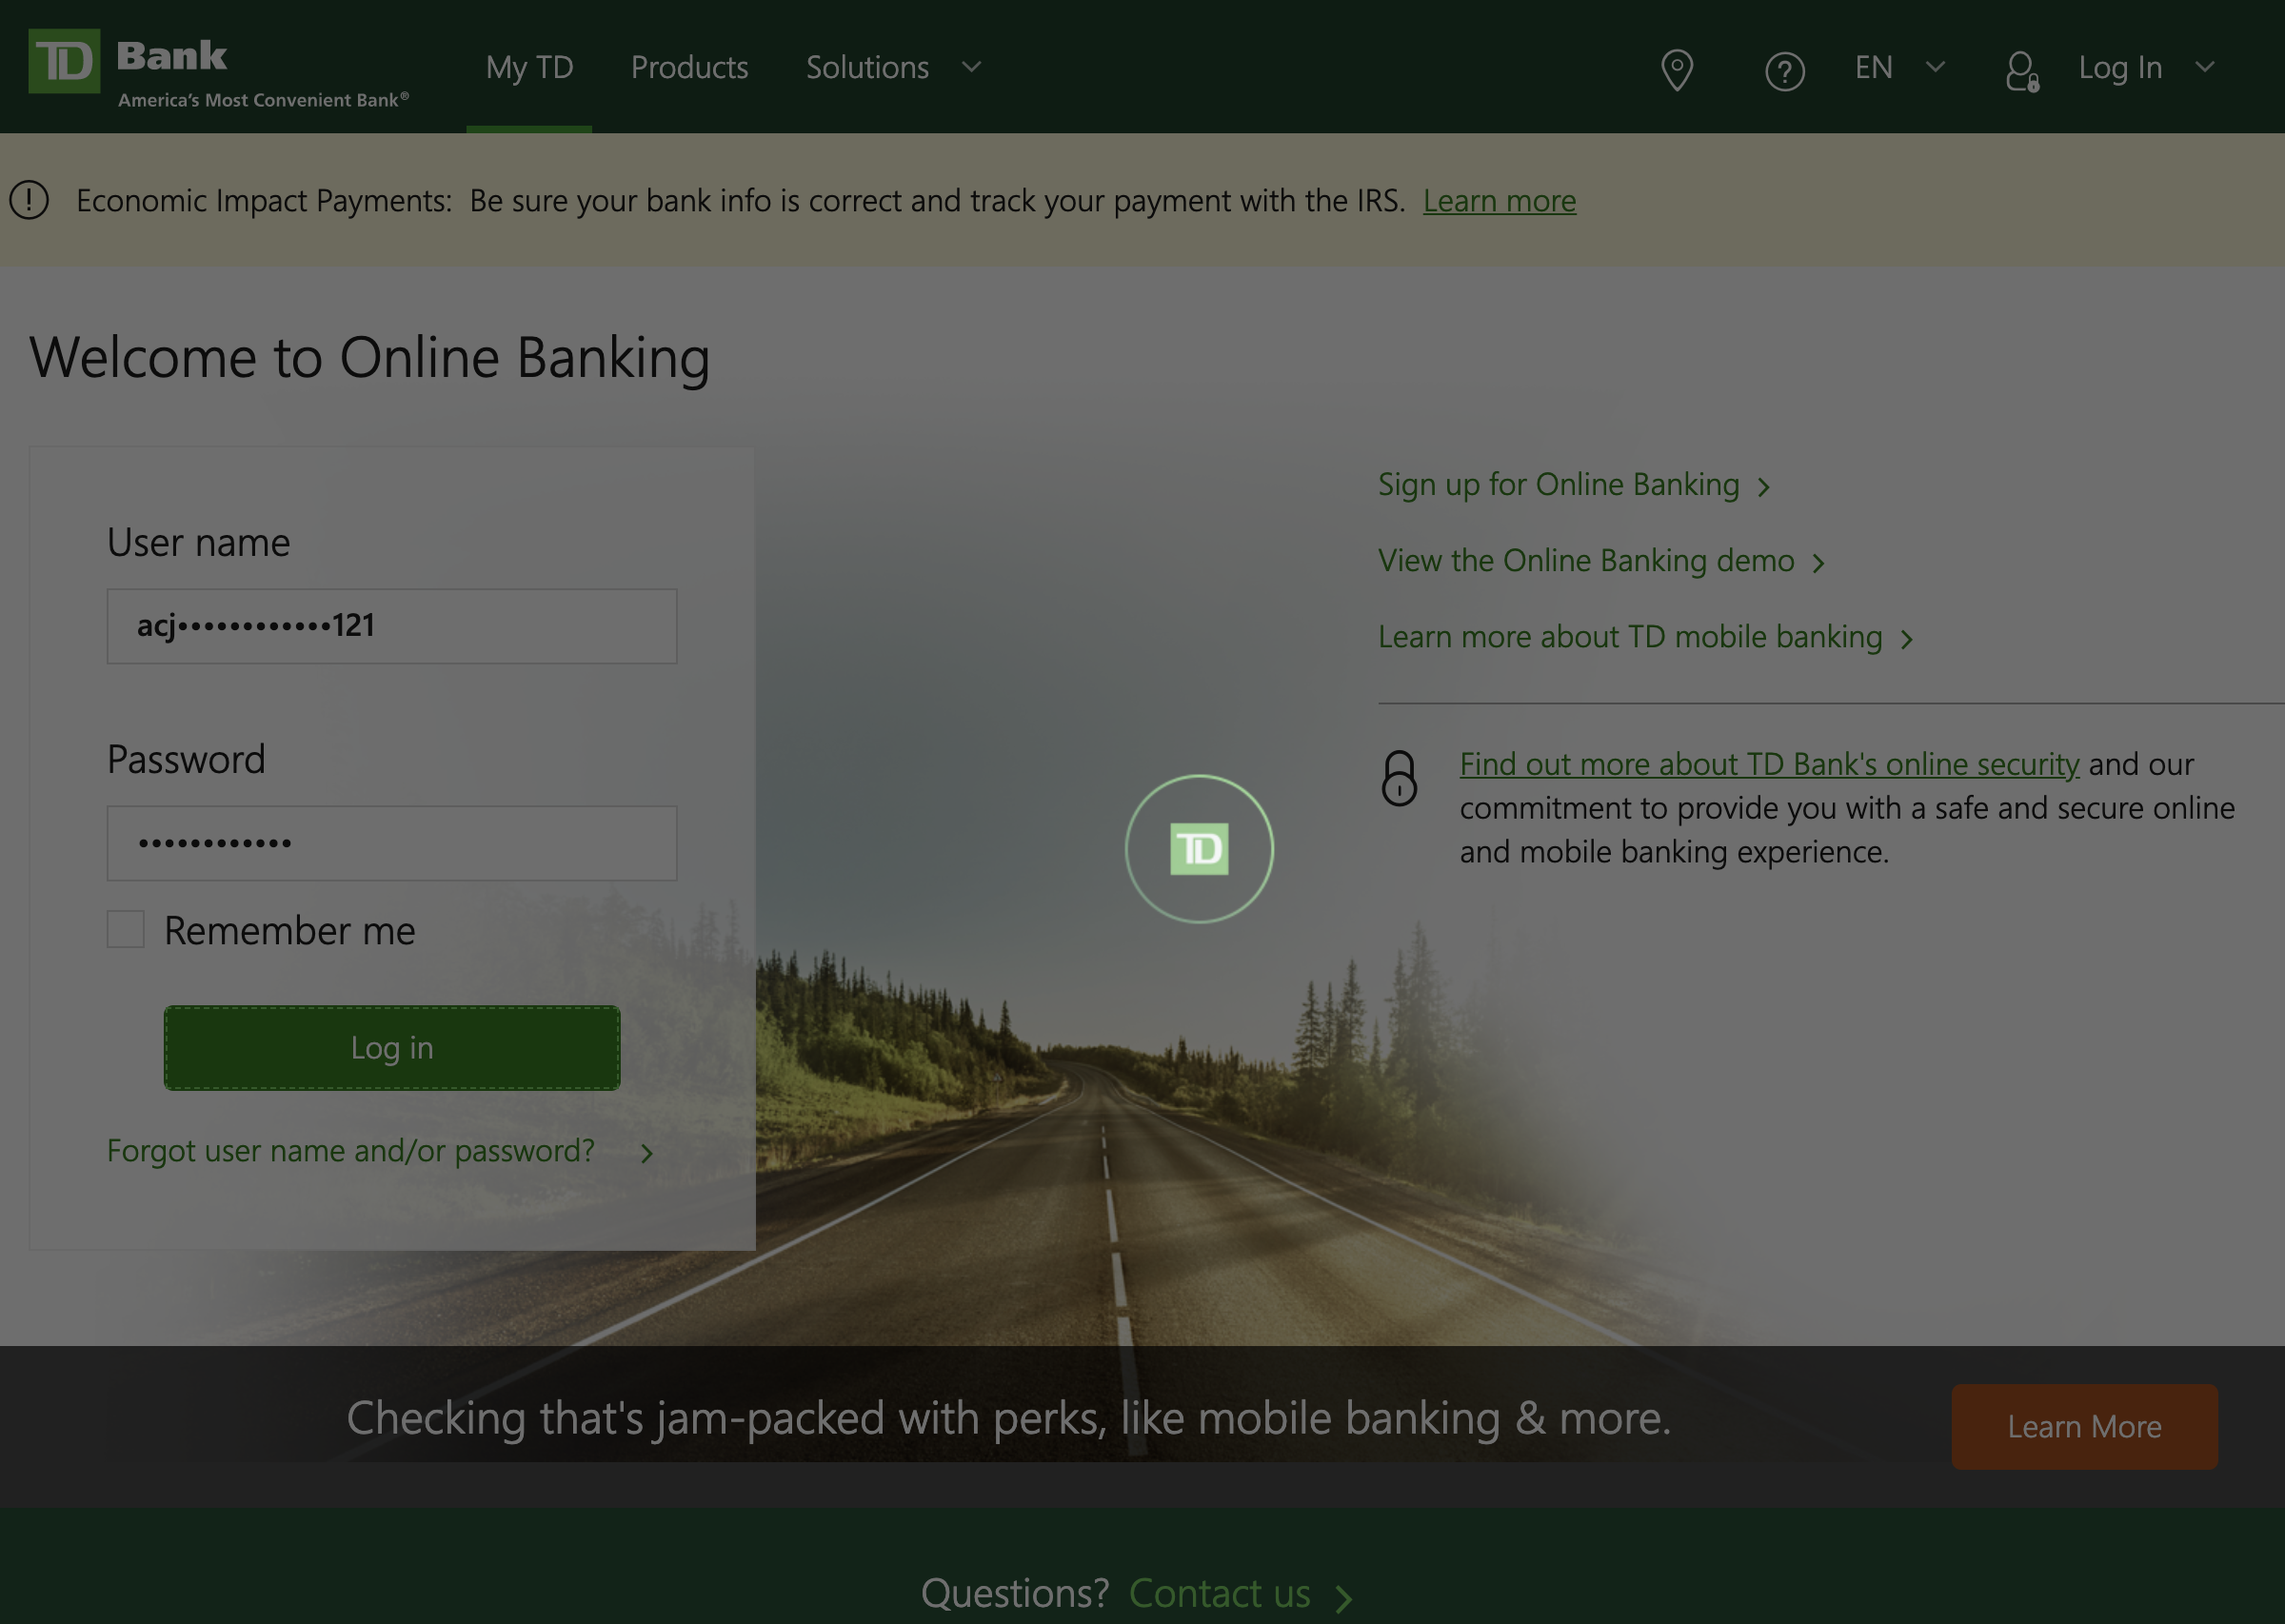 TD Bank
America's Most Convenient Bank®
My TD
Products
Solutions
EN
Log In
Economic Impact Payments: Be sure your bank info is correct and track your payment with the IRS. Learn more
Welcome to Online Banking
User name
acj••••••••••••121
Password
••••••••••••
Remember me
Log in
Forgot user name and/or password?
Sign up for Online Banking
View the Online Banking demo
Learn more about TD mobile banking
Find out more about TD Bank's online security and our
commitment to provide you with a safe and secure online
and mobile banking experience.
TD
Checking that's jam-packed with perks, like mobile banking & more.
Learn More
Questions? Contact us